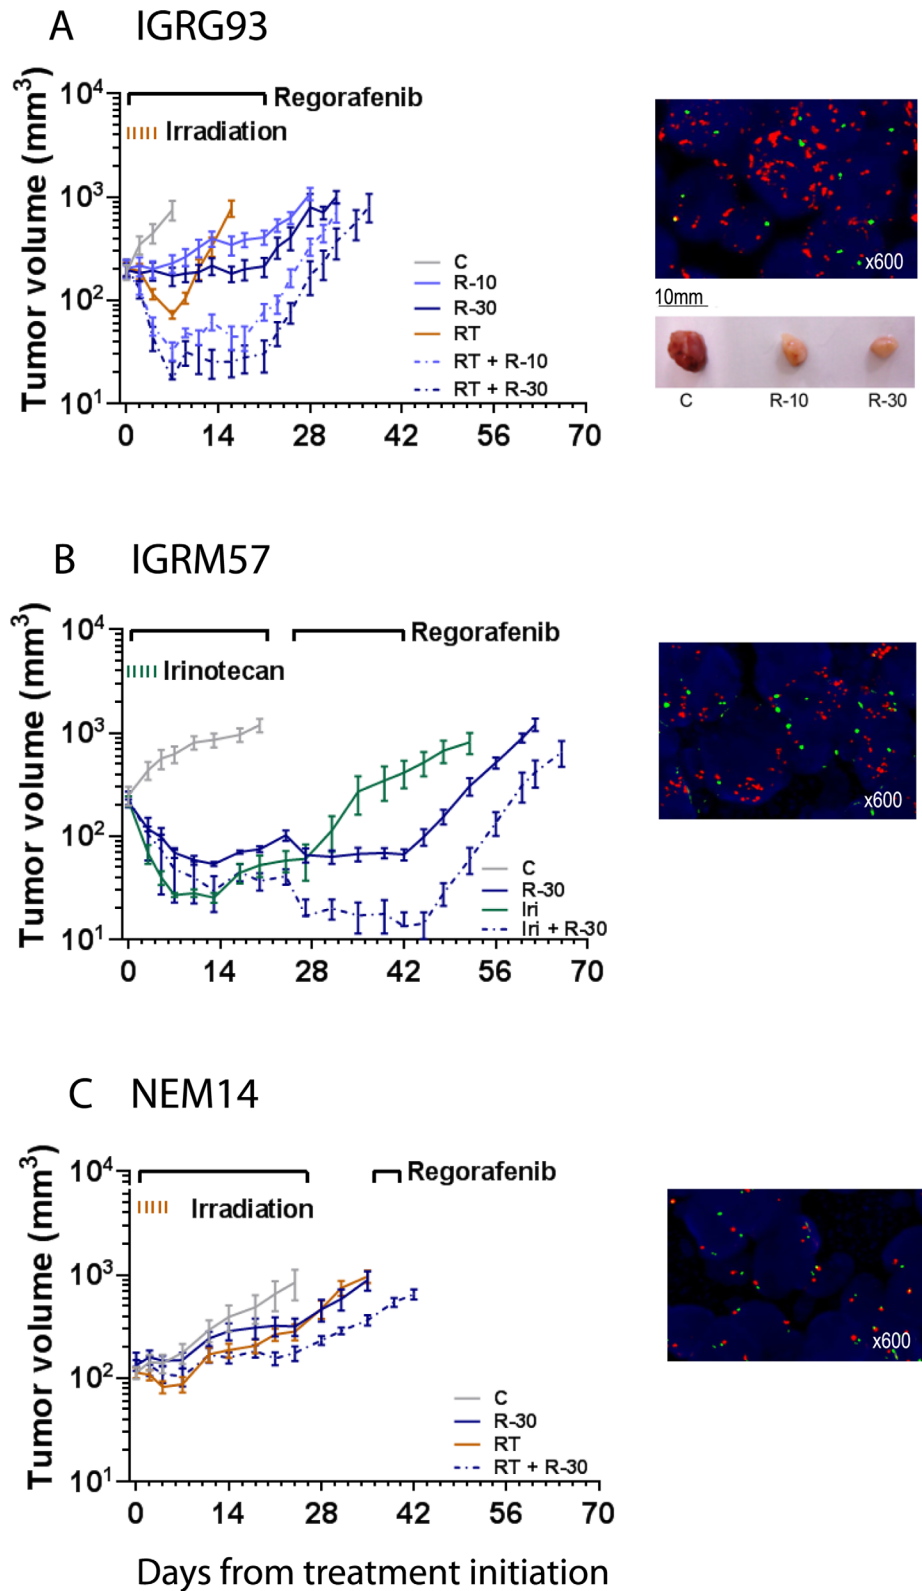 A IGRG93
Tumor volume (mm³)
10⁴
10³
10²
10¹
Regorafenib
Irradiation
C
R-10
R-30
RT
RT + R-10
RT + R-30
0 14 28 42 56 70
x600
10mm
C R-10 R-30
B IGRM57
Tumor volume (mm³)
10⁴
10³
10²
10¹
Regorafenib
Irinotecan
C
R-30
Iri
Iri + R-30
0 14 28 42 56 70
x600
C NEM14
Tumor volume (mm³)
10⁴
10³
10²
10¹
Regorafenib
Irradiation
C
R-30
RT
RT + R-30
0 14 28 42 56 70
x600
Days from treatment initiation